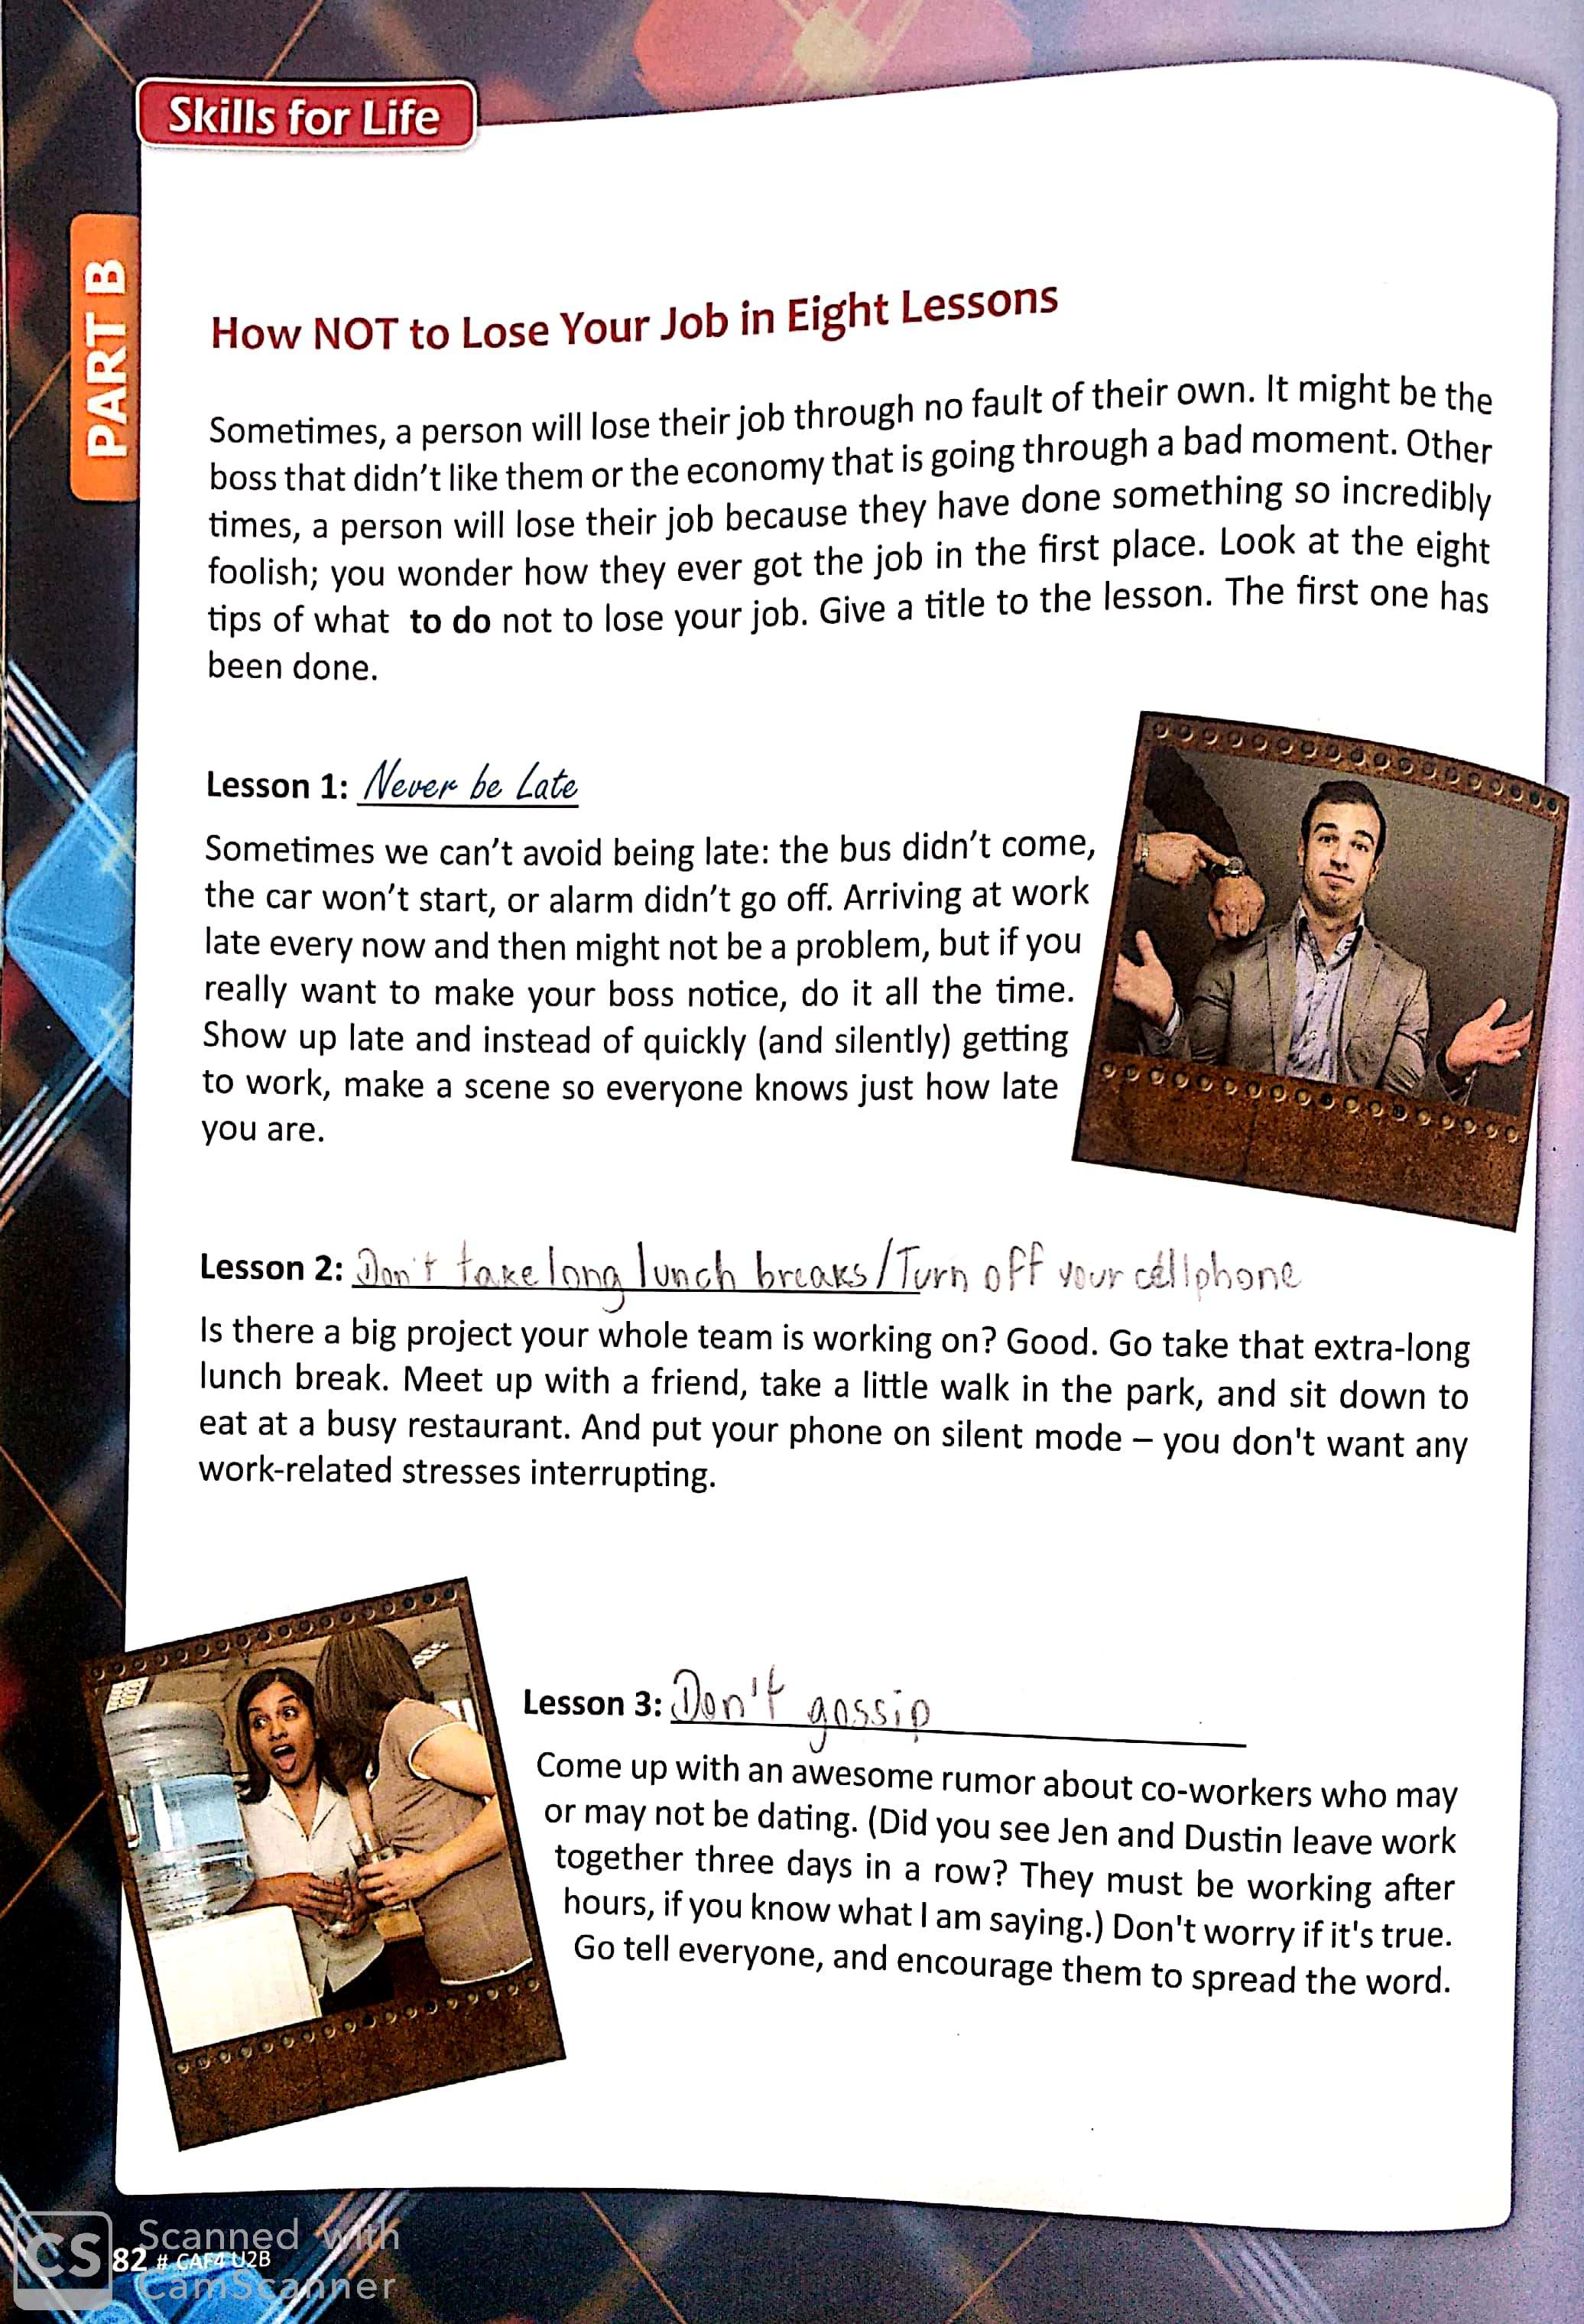 Skills for Life
PART B
How NOT to Lose Your Job in Eight Lessons
Sometimes, a person will lose their job through no fault of their own. It might be the
boss that didn't like them or the economy that is going through a bad moment. Other
times, a person will lose their job because they have done something so incredibly
foolish; you wonder how they ever got the job in the first place. Look at the eight
tips of what to do not to lose your job. Give a title to the lesson. The first one has
been done.
Lesson 1: Never be Late
Sometimes we can't avoid being late: the bus didn't come,
the car won't start, or alarm didn't go off. Arriving at work
late every now and then might not be a problem, but if you
really want to make your boss notice, do it all the time.
Show up late and instead of quickly (and silently) getting
to work, make a scene so everyone knows just how late
you are.
Lesson 2: Don't take long lunch breaks/Turn off your cellphone
Is there a big project your whole team is working on? Good. Go take that extra-long
lunch break. Meet up with a friend, take a little walk in the park, and sit down to
eat at a busy restaurant. And put your phone on silent mode – you don't want any
work-related stresses interrupting.
Lesson 3: Don't gossip
Come up with an awesome rumor about co-workers who may
or may not be dating. (Did you see Jen and Dustin leave work
together three days in a row? They must be working after
hours, if you know what I am saying.) Don't worry if it's true.
Go tell everyone, and encourage them to spread the word.
82 # CAF4 U2B
CS Scanned with
CamScanner